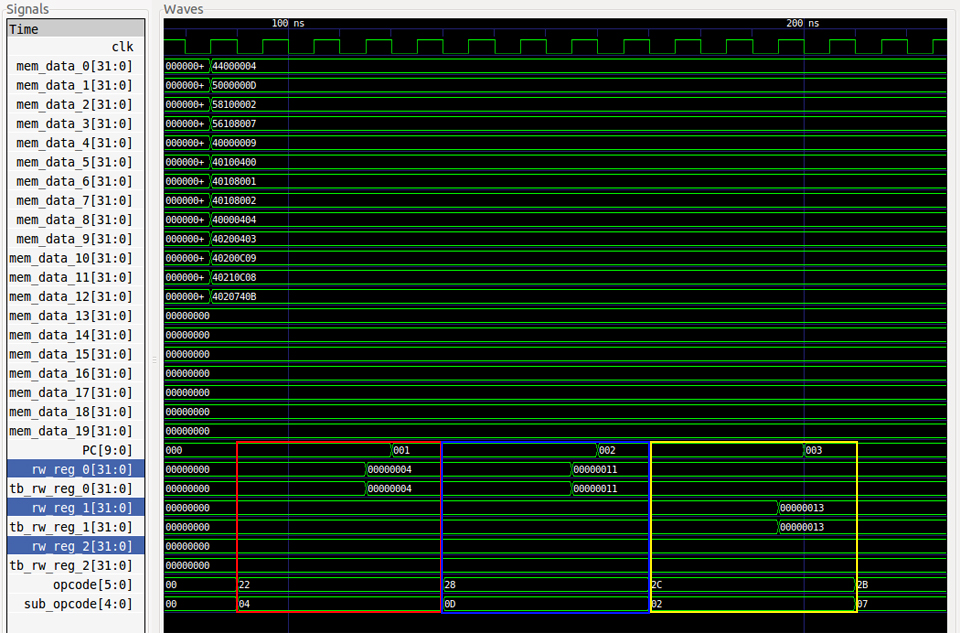 Signals Waves
Time 100 ns 200 ns
clk
mem_data_0[31:0] 000000+ 44000004
mem_data_1[31:0] 000000+ 5000000D
mem_data_2[31:0] 000000+ 58100002
mem_data_3[31:0] 000000+ 56108007
mem_data_4[31:0] 000000+ 40000009
mem_data_5[31:0] 000000+ 40100400
mem_data_6[31:0] 000000+ 40108001
mem_data_7[31:0] 000000+ 40108002
mem_data_8[31:0] 000000+ 40000404
mem_data_9[31:0] 000000+ 40200403
mem_data_10[31:0] 000000+ 40200C09
mem_data_11[31:0] 000000+ 40210C08
mem_data_12[31:0] 000000+ 4020740B
mem_data_13[31:0] 00000000
mem_data_14[31:0] 00000000
mem_data_15[31:0] 00000000
mem_data_16[31:0] 00000000
mem_data_17[31:0] 00000000
mem_data_18[31:0] 00000000
mem_data_19[31:0] 00000000
PC[9:0] 000 001 002 003
rw_reg_0[31:0] 00000000 00000004 00000011
tb_rw_reg_0[31:0] 00000000 00000004 00000011
rw_reg_1[31:0] 00000000 00000013
tb_rw_reg_1[31:0] 00000000 00000013
rw_reg_2[31:0] 00000000
tb_rw_reg_2[31:0] 00000000
opcode[5:0] 00 22 28 2C 2B
sub_opcode[4:0] 00 04 0D 02 07